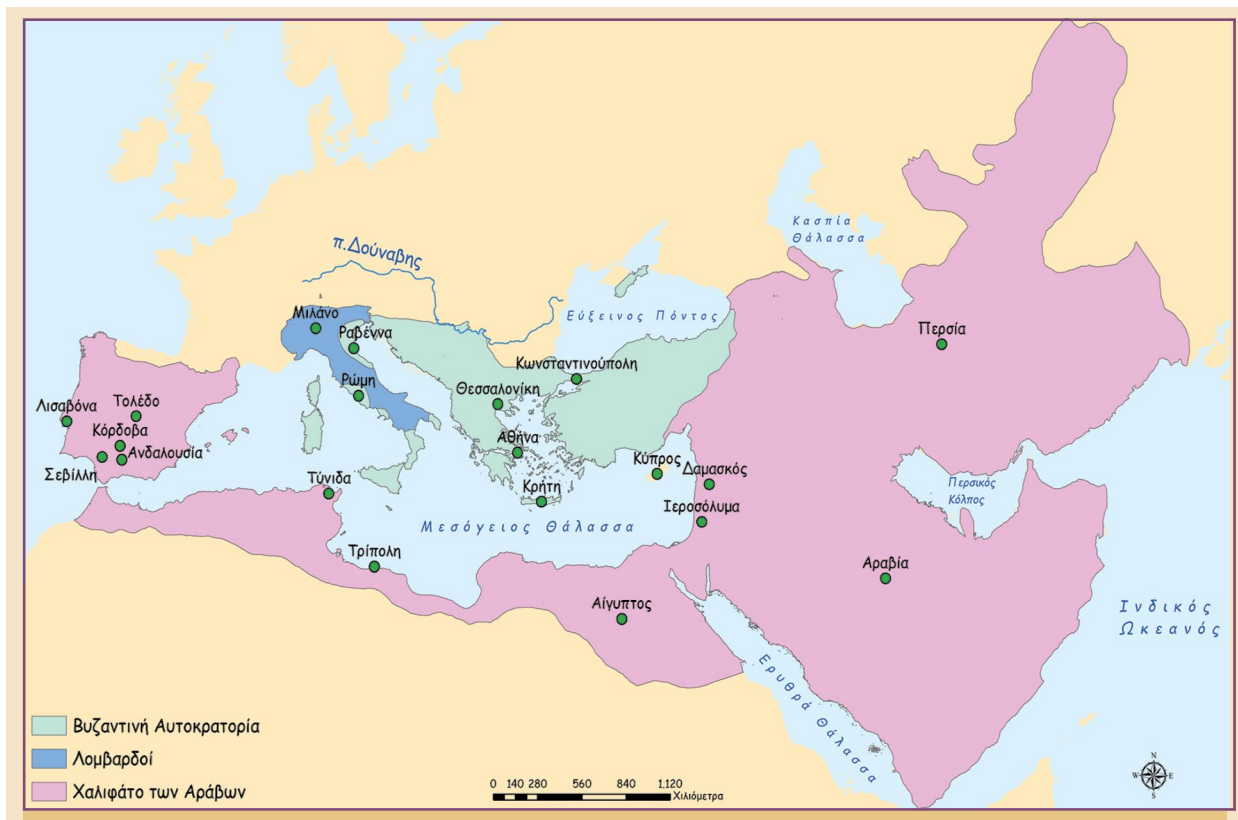 Κασπία
Θάλασσα
π.Δούναβης
Μιλάνο
Εύξεινος Πόντος
Ραβέννα
Περσία
Κωνσταντινούπολη
Ρώμη
Θεσσαλονίκη
Λισαβόνα
Τολέδο
Κόρδοβα
Ανδαλουσία
Σεβίλλη
Αθήνα
Κύπρος
Δαμασκός
Τύνιδα
Κρήτη
Περσικός
Κόλπος
Ιεροσόλυμα
Μεσόγειος Θάλασσα
Τρίπολη
Αραβία
Αίγυπτος
Ινδικός
Ωκεανός
Ερυθρά Θάλασσα
Βυζαντινή Αυτοκρατορία
Λομβαρδοί
Χαλιφάτο των Αράβων
0 140 280 560 840 1,120
Χιλιόμετρα
N
W E
S